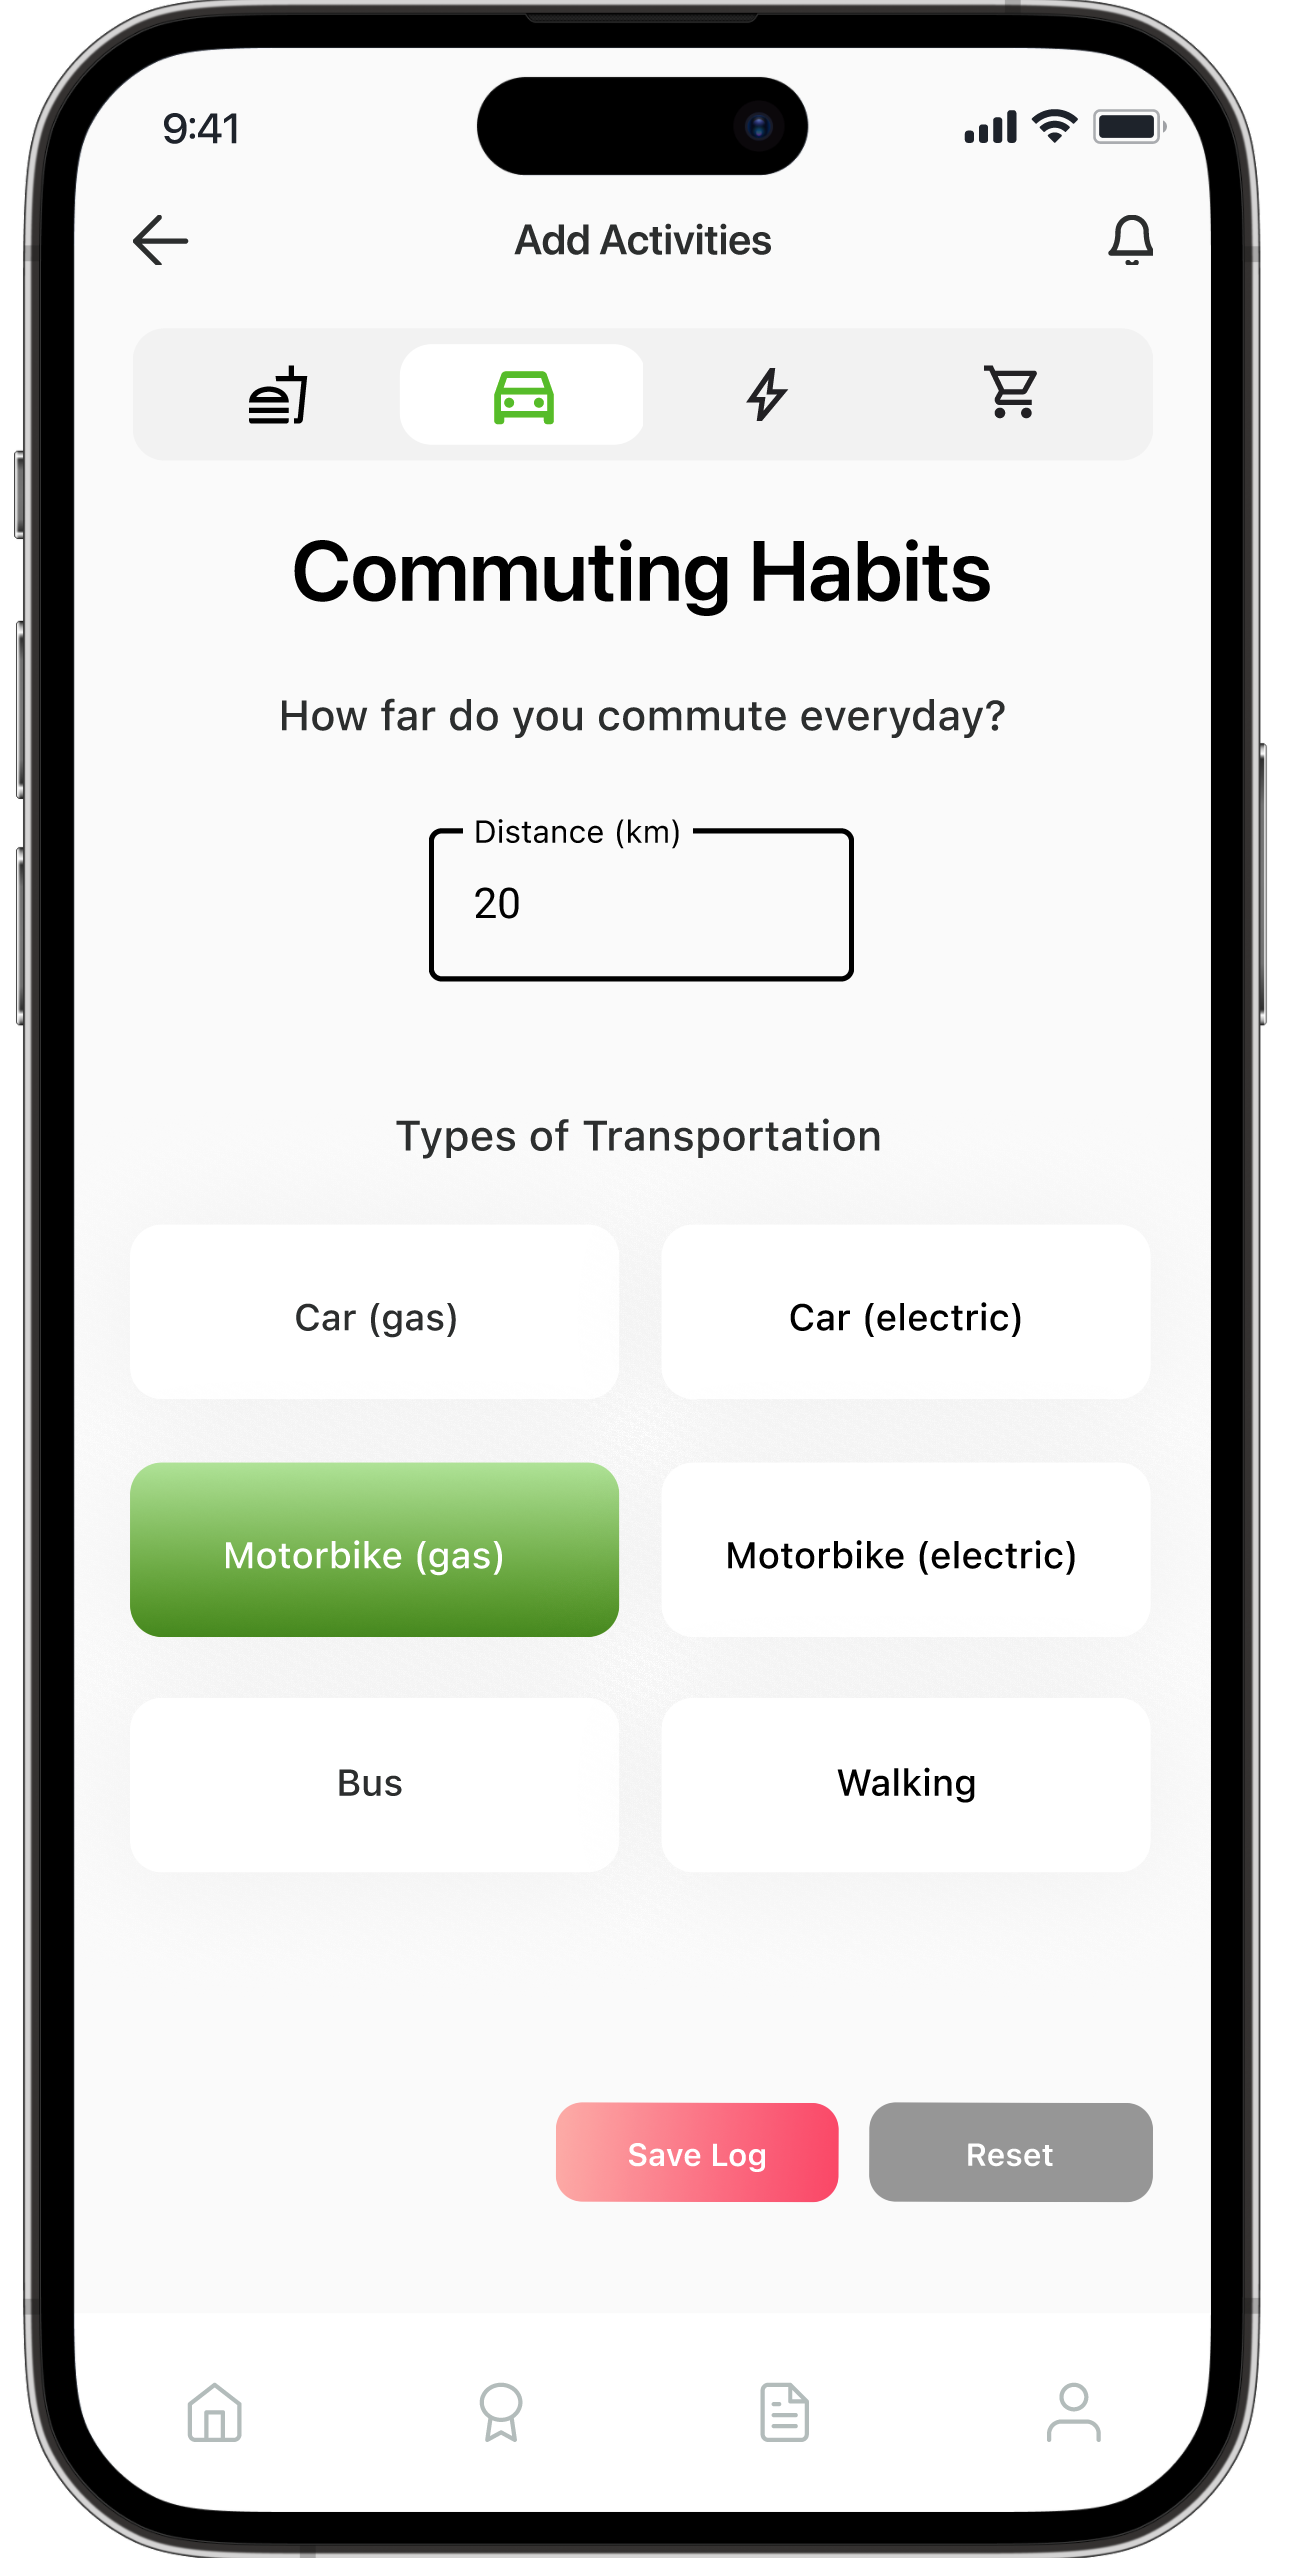 9:41
Add Activities
Commuting Habits
How far do you commute everyday?
Distance (km)
20
Types of Transportation
Car (gas)
Car (electric)
Motorbike (gas)
Motorbike (electric)
Bus
Walking
Save Log
Reset